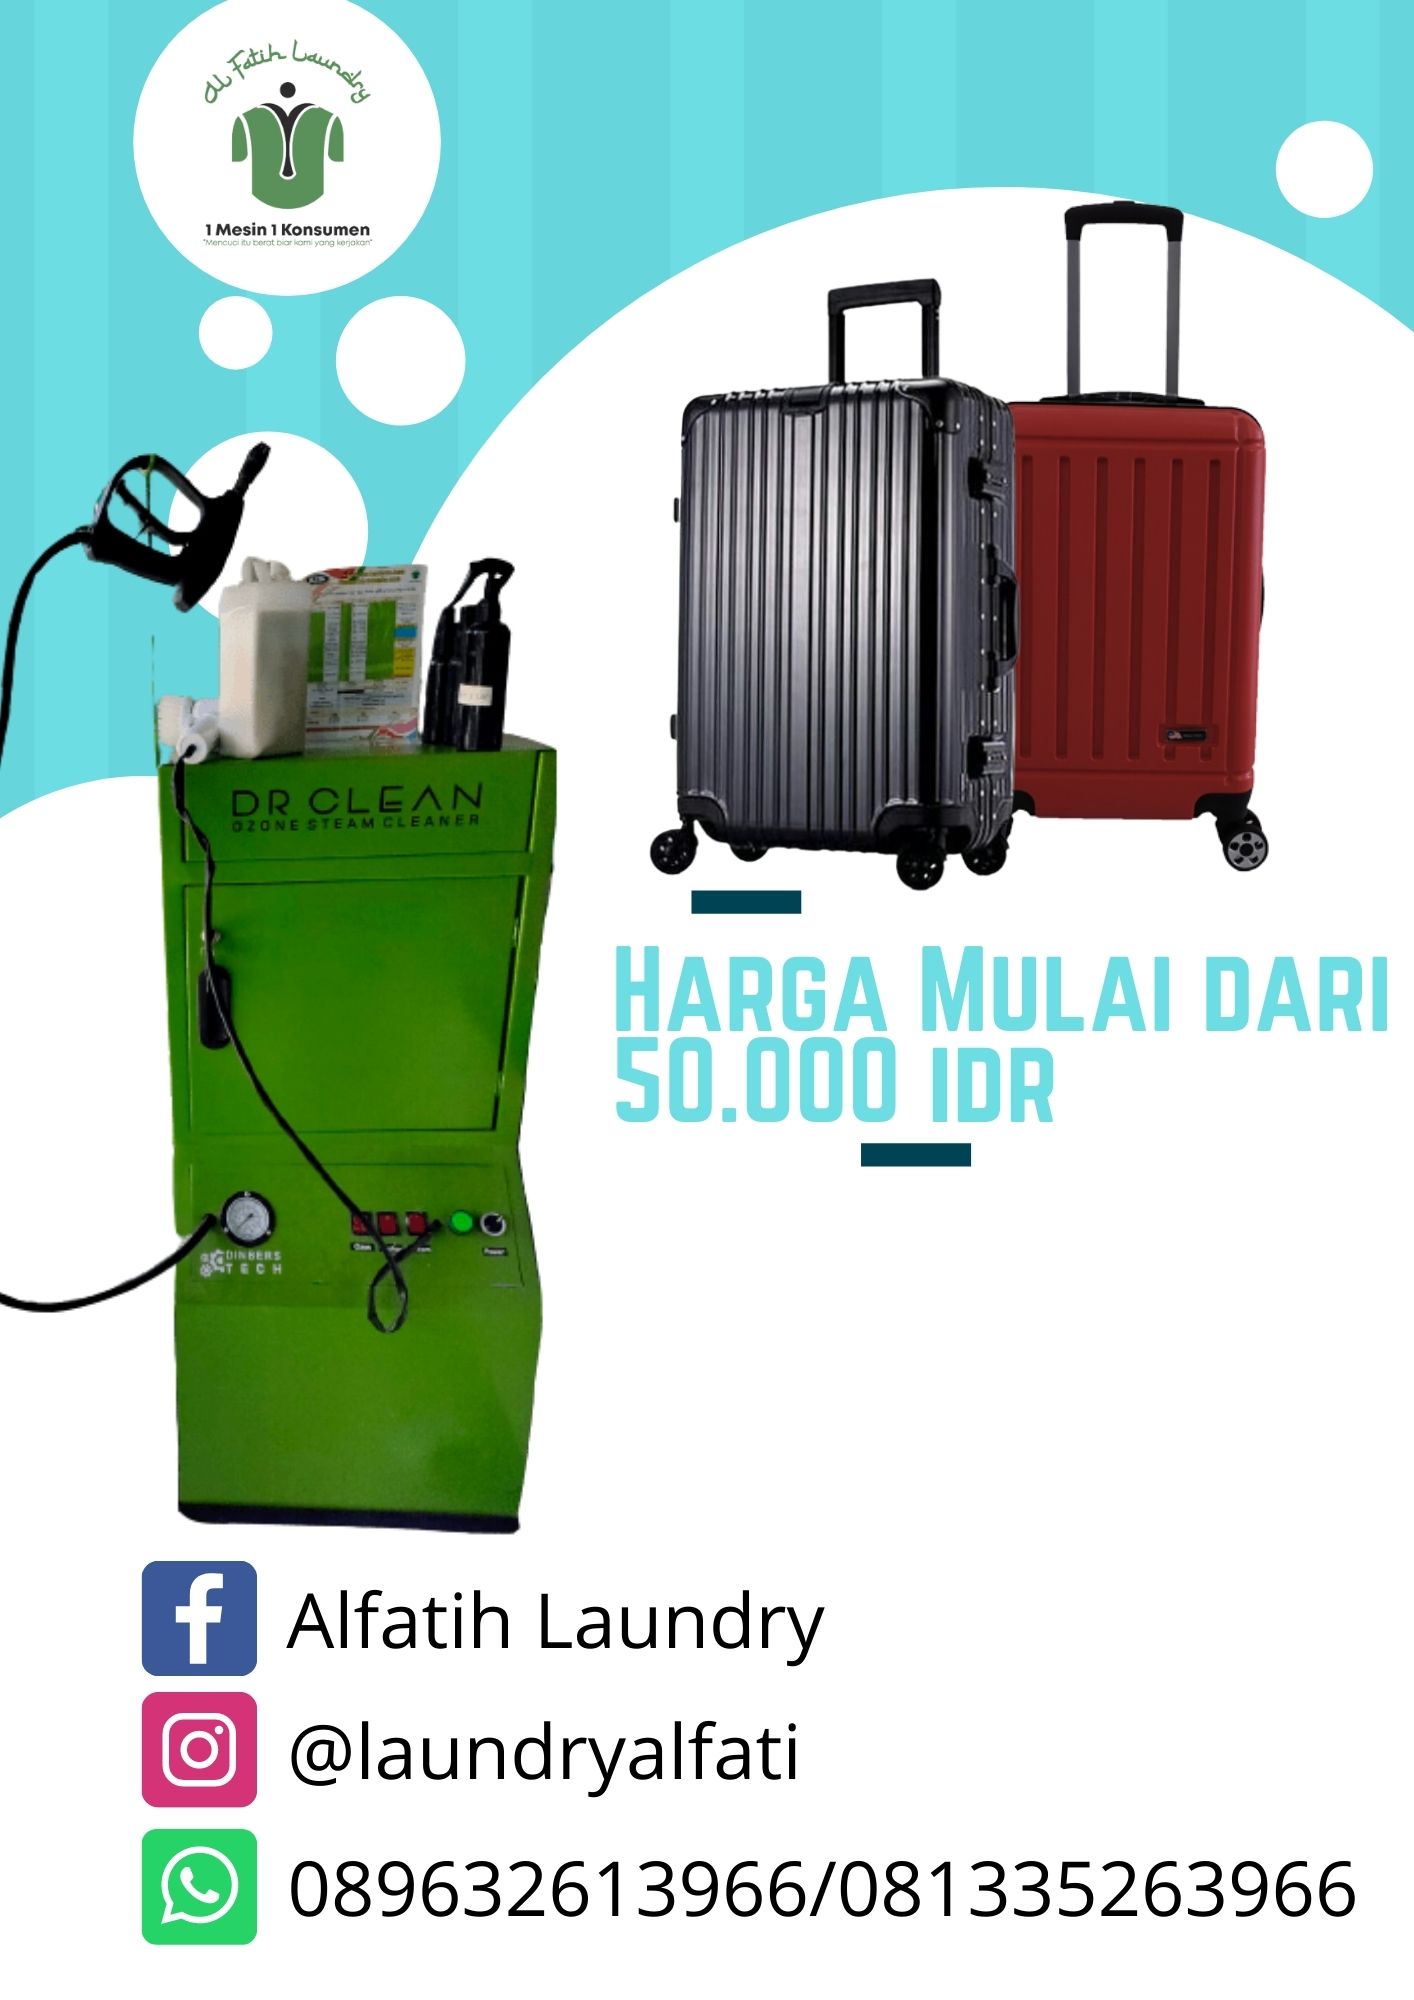 Al Fatih Laundry
1 Mesin 1 Konsumen
"Mencuci itu berat biar kami yang kerjakan"
DR CLEAN
OZONE STEAM CLEANER
Harga Mulai dari
50.000 idr
DINBERS
TECH
Power
Alfatih Laundry
@laundryalfati
089632613966/081335263966